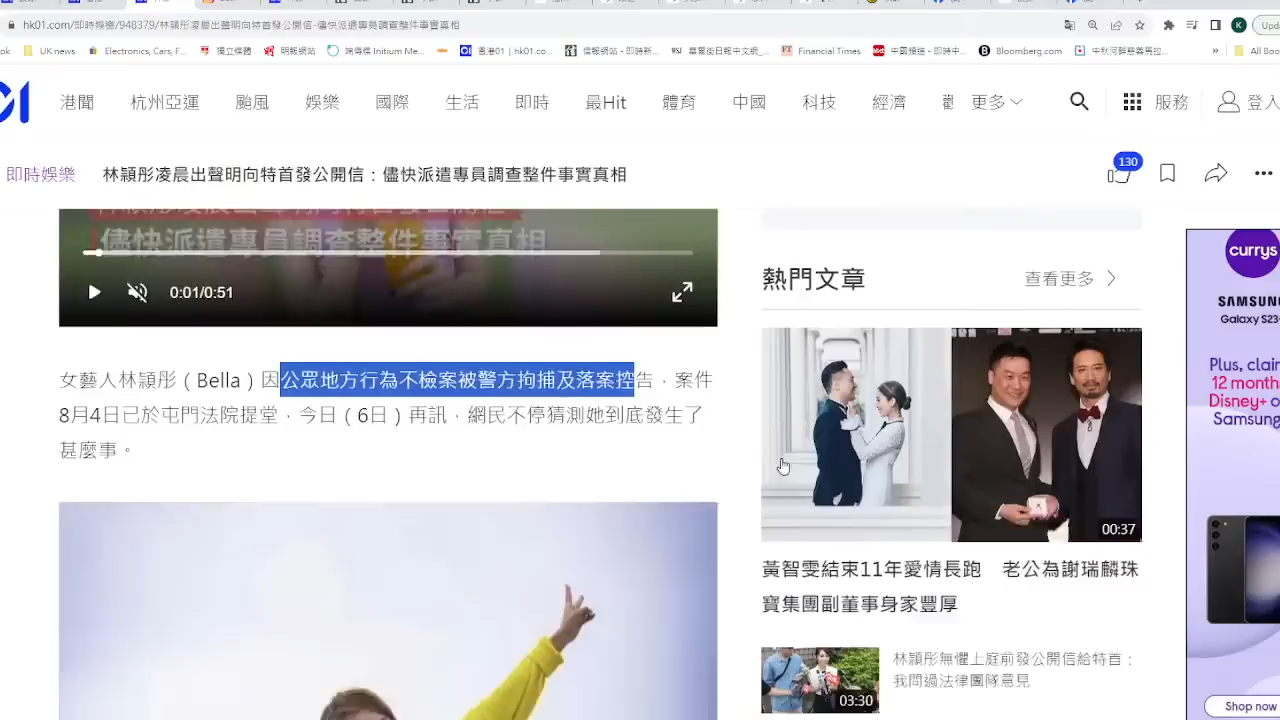 hk01.com/即時娛樂/948379/林頴彤凌晨出聲明向特首發公開信-儘快派遣專員調查整件事實真相
UK news
Electronics, Cars, F...
獨立媒體
明報網站
端傳媒 Initium Me...
香港01 | hk01.co...
信報網站 - 即時新...
華爾街日報中文網_...
Financial Times
中國頻道 - 即時中...
Bloomberg.com
中秋河畔慈善馬拉...
»
All Boo
港聞
杭州亞運
颱風
娛樂
國際
生活
即時
最Hit
體育
中國
科技
經濟
更多
服務
登入
即時娛樂
林頴彤凌晨出聲明向特首發公開信：儘快派遣專員調查整件事實真相
130
儘快派遣專員調查整件事實真相
0:01/0:51
女藝人林頴彤（Bella）因公眾地方行為不檢案被警方拘捕及落案控告，案件
8月4日已於屯門法院提堂，今日（6日）再訊，網民不停猜測她到底發生了
甚麼事。
熱門文章
查看更多
00:37
黃智雯結束11年愛情長跑　老公為謝瑞麟珠
寶集團副董事身家豐厚
03:30
林頴彤無懼上庭前發公開信給特首：
我問過法律團隊意見
currys
SAMSUN
Galaxy S23
Plus, claim
12 month
Disney+ o
Samsung
Shop now